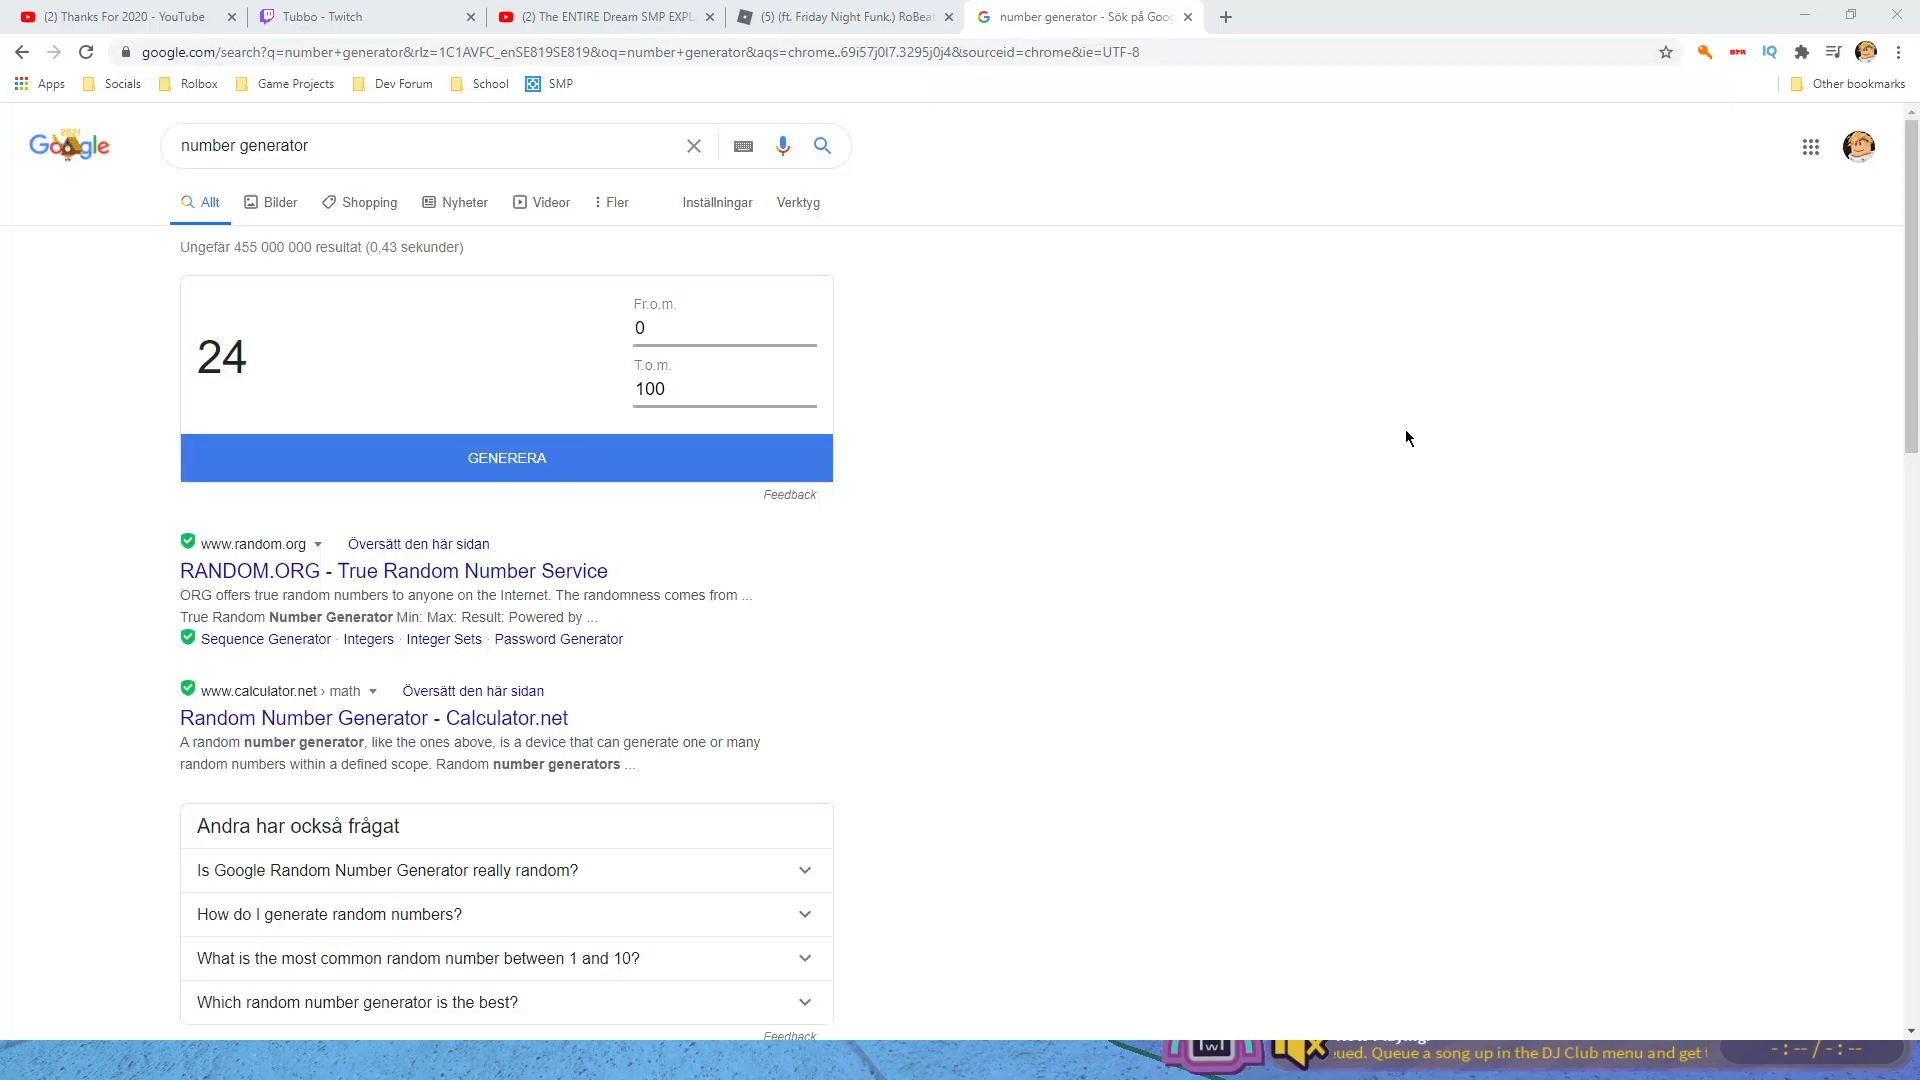 (2) Thanks For 2020 - YouTube
Tubbo - Twitch
(2) The ENTIRE Dream SMP EXPL
(5) (ft. Friday Night Funk.) RoBeat
number generator - Sök på Goo
google.com/search?q=number+generator&rlz=1C1AVFC_enSE819SE819&oq=number+generator&aqs=chrome..69i57j0l7.3295j0j4&sourceid=chrome&ie=UTF-8
IQ
Apps
Socials
Rolbox
Game Projects
Dev Forum
School
SMP
Other bookmarks
2021
Google
number generator
Allt
Bilder
Shopping
Nyheter
Videor
Fler
Inställningar
Verktyg
Ungefär 455 000 000 resultat (0,43 sekunder)
24
Fr.o.m.
0
T.o.m.
100
GENERERA
Feedback
www.random.org
Översätt den här sidan
RANDOM.ORG - True Random Number Service
ORG offers true random numbers to anyone on the Internet. The randomness comes from ...
True Random Number Generator Min: Max: Result: Powered by ...
Sequence Generator · Integers · Integer Sets · Password Generator
www.calculator.net › math
Översätt den här sidan
Random Number Generator - Calculator.net
A random number generator, like the ones above, is a device that can generate one or many
random numbers within a defined scope. Random number generators ...
Andra har också frågat
Is Google Random Number Generator really random?
How do I generate random numbers?
What is the most common random number between 1 and 10?
Which random number generator is the best?
Feedback
Playing:
ued. Queue a song up in the DJ Club menu and get
-:-- / -:--